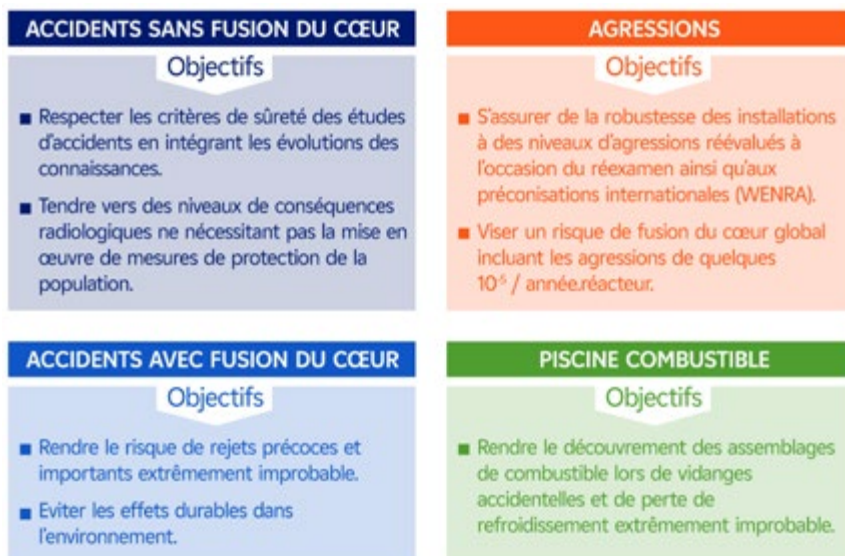 ACCIDENTS SANS FUSION DU CŒUR
Objectifs
■ Respecter les critères de sûreté des études
d'accidents en intégrant les évolutions des
connaissances.
■ Tendre vers des niveaux de conséquences
radiologiques ne nécessitant pas la mise en
œuvre de mesures de protection de la
population.
AGRESSIONS
Objectifs
■ S'assurer de la robustesse des installations
à des niveaux d'agressions réévalués à
l'occasion du réexamen ainsi qu'aux
préconisations internationales (WENRA).
■ Viser un risque de fusion du cœur global
incluant les agressions de quelques
10⁻⁵ / année.réacteur.
ACCIDENTS AVEC FUSION DU CŒUR
Objectifs
■ Rendre le risque de rejets précoces et
importants extrêmement improbable.
■ Eviter les effets durables dans
l'environnement.
PISCINE COMBUSTIBLE
Objectifs
■ Rendre le découvrement des assemblages
de combustible lors de vidanges
accidentelles et de perte de
refroidissement extrêmement improbable.